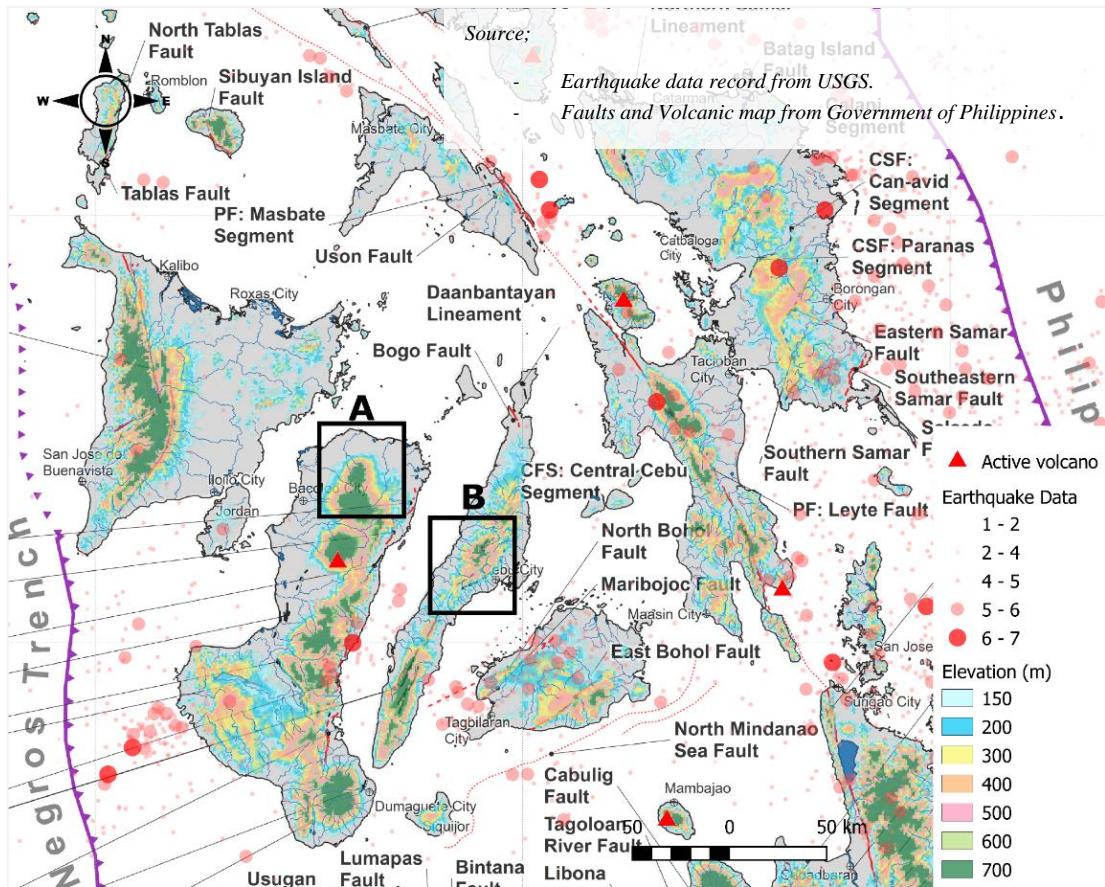 Source;
- Earthquake data record from USGS.
- Faults and Volcanic map from Government of Philippines.
Northern Samar
Lineament
Batag Island
Fault
Catarman
Segment
N
W
E
S
North Tablas
Fault
Romblon
Sibuyan Island
Fault
Tablas Fault
Masbate City
PF: Masbate
Segment
Uson Fault
CSF:
Can-avid
Segment
Catbalogan
City
CSF: Paranas
Segment
Borongan
City
Kalibo
Roxas City
Daanbantayan
Lineament
Bogo Fault
Tacloban
City
Eastern Samar
Fault
Southeastern
Samar Fault
Southern Samar
Fault
Philip
San Jose de
Buenavista
Iloilo City
Jordan
A
Bacolod City
B
CFS: Central Cebu
Segment
PF: Leyte Fault
North Bohol
Fault
Maribojoc Fault
Maasin City
East Bohol Fault
Tagbilaran
City
San Jose
Surigao City
North Mindanao
Sea Fault
Negros Trench
Dumaguete City
Siquijor
Cabulig
Fault
Mambajao
Tagoloan
River Fault
Libona
Lumapas
Fault
Bintana
Usugan
50 0 50 km
Active volcano
Earthquake Data
1 - 2
2 - 4
4 - 5
5 - 6
6 - 7
Elevation (m)
150
200
300
400
500
600
700